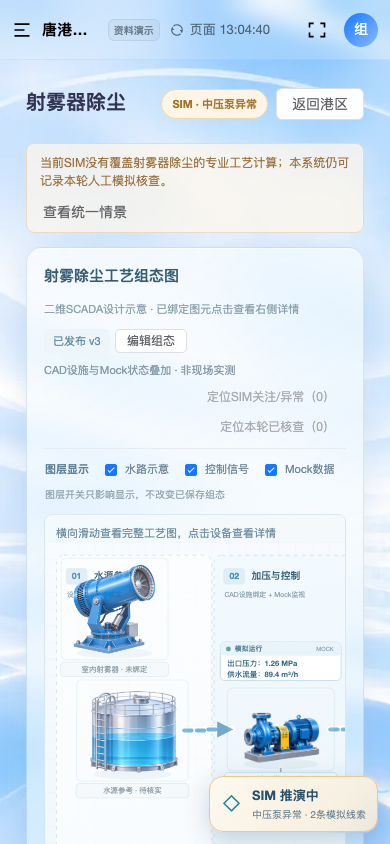 唐港...
资料演示
页面 13:04:40
组
射雾器除尘
SIM · 中压泵异常
返回港区
当前SIM没有覆盖射雾器除尘的专业工艺计算；本系统仍可
记录本轮人工模拟核查。
查看统一情景
射雾除尘工艺组态图
二维SCADA设计示意 · 已绑定图元点击查看右侧详情
已发布 v3
编辑组态
CAD设施与Mock状态叠加 · 非现场实测
定位SIM关注/异常（0）
定位本轮已核查（0）
图层显示
水路示意
控制信号
Mock数据
图层开关只影响显示，不改变已保存组态
横向滑动查看完整工艺图，点击设备查看详情
01
02
加压与控制
CAD设施绑定 + Mock监视
模拟运行
MOCK
出口压力：1.26 MPa
供水流量：89.4 m³/h
室内射雾器 · 未绑定
水源参考 · 待核实
SIM 推演中
中压泵异常 · 2条模拟线索